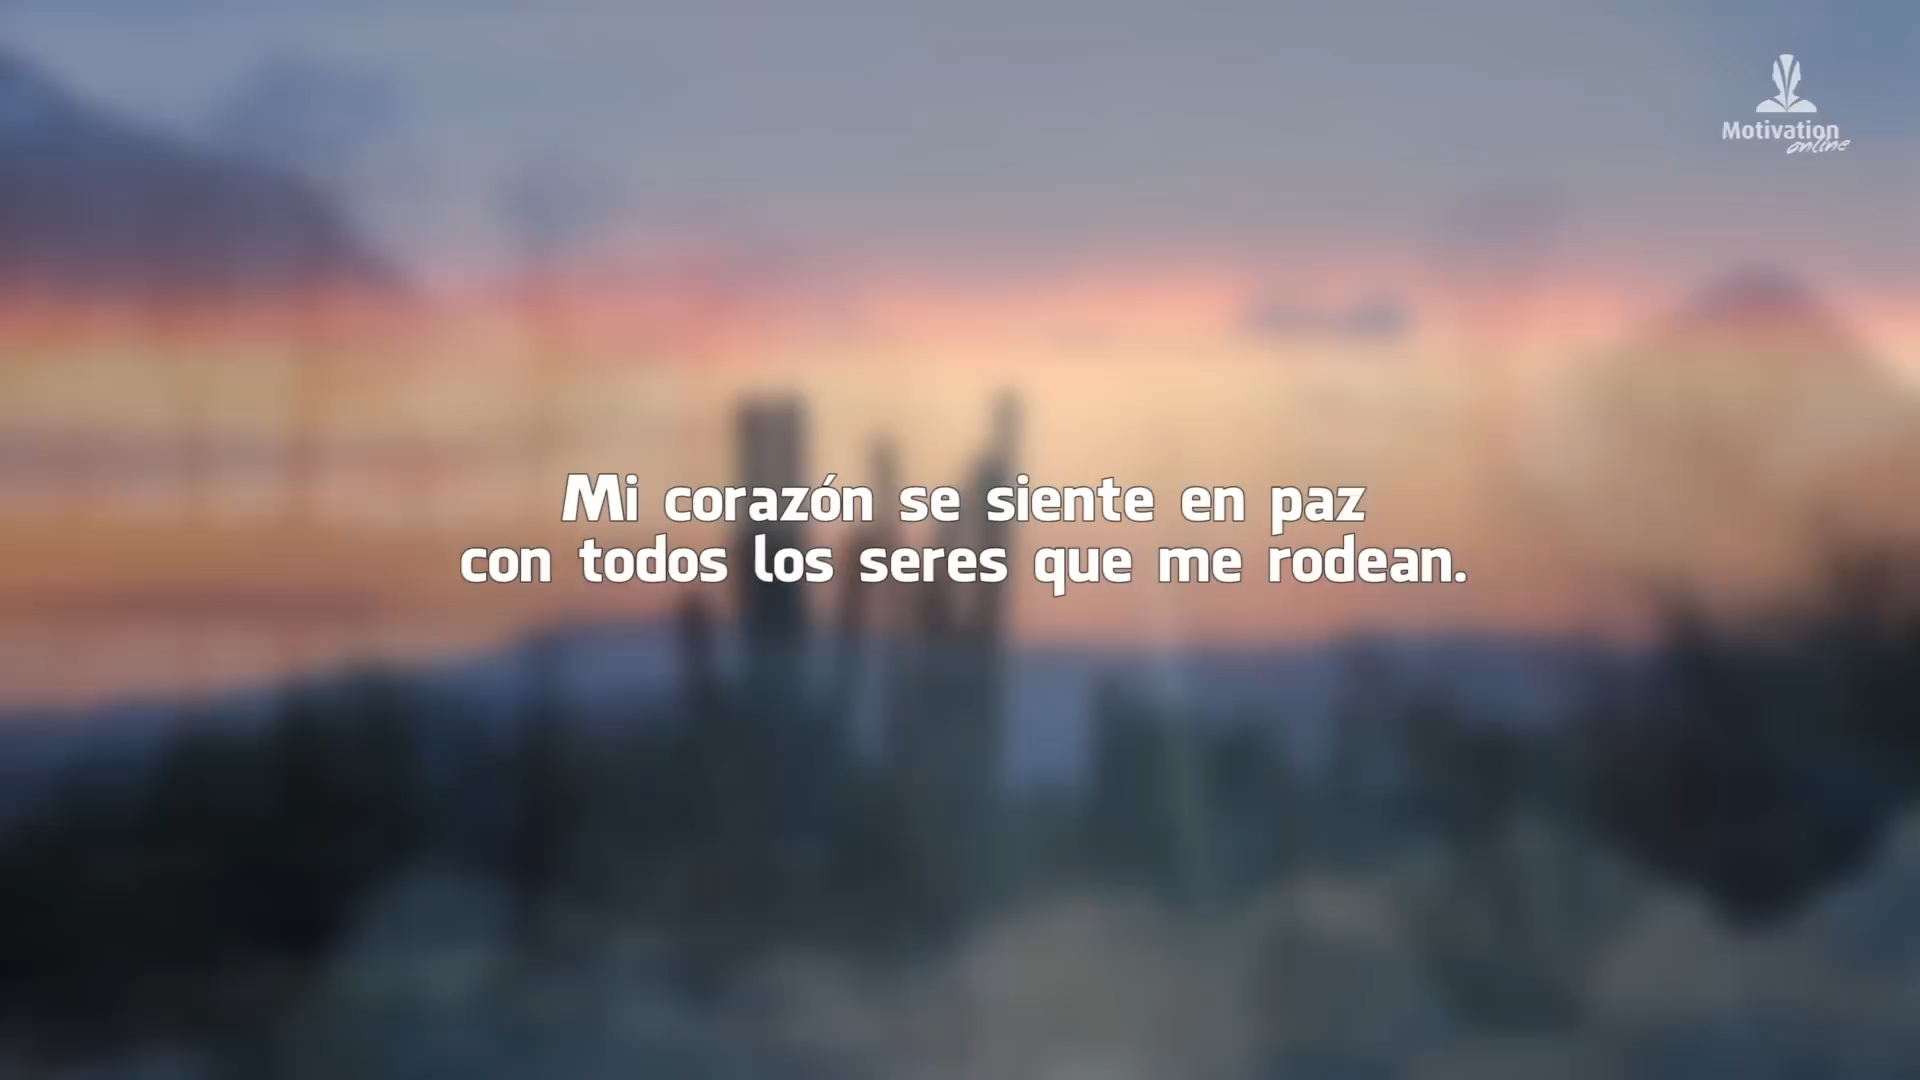 Motivation
online
Mi corazón se siente en paz
con todos los seres que me rodean.